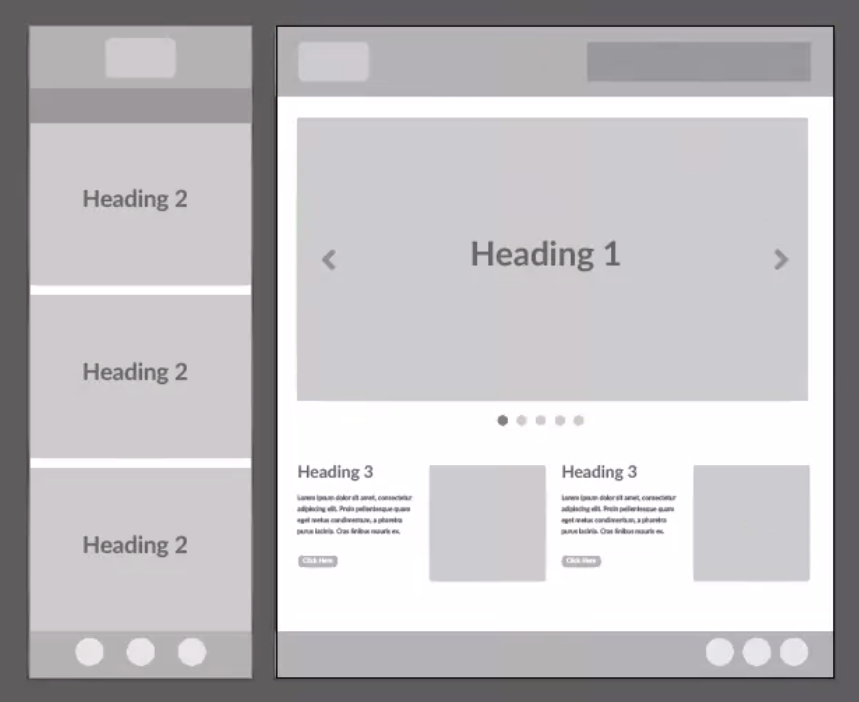 Heading 2
Heading 2
Heading 2
Heading 1
Heading 3
Lorem ipsum dolor sit amet, consectetur
adipiscing elit. Proin pellentesque quam
eget metus condimentum, a pharetra
purus lacinia. Cras finibus mauris ex.
Click Here
Heading 3
Lorem ipsum dolor sit amet, consectetur
adipiscing elit. Proin pellentesque quam
eget metus condimentum, a pharetra
purus lacinia. Cras finibus mauris ex.
Click Here